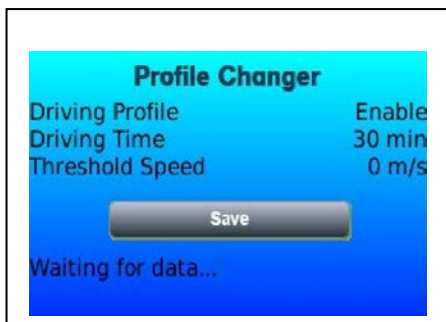 Profile Changer
Driving Profile Enable
Driving Time 30 min
Threshold Speed 0 m/s
Save
Waiting for data...